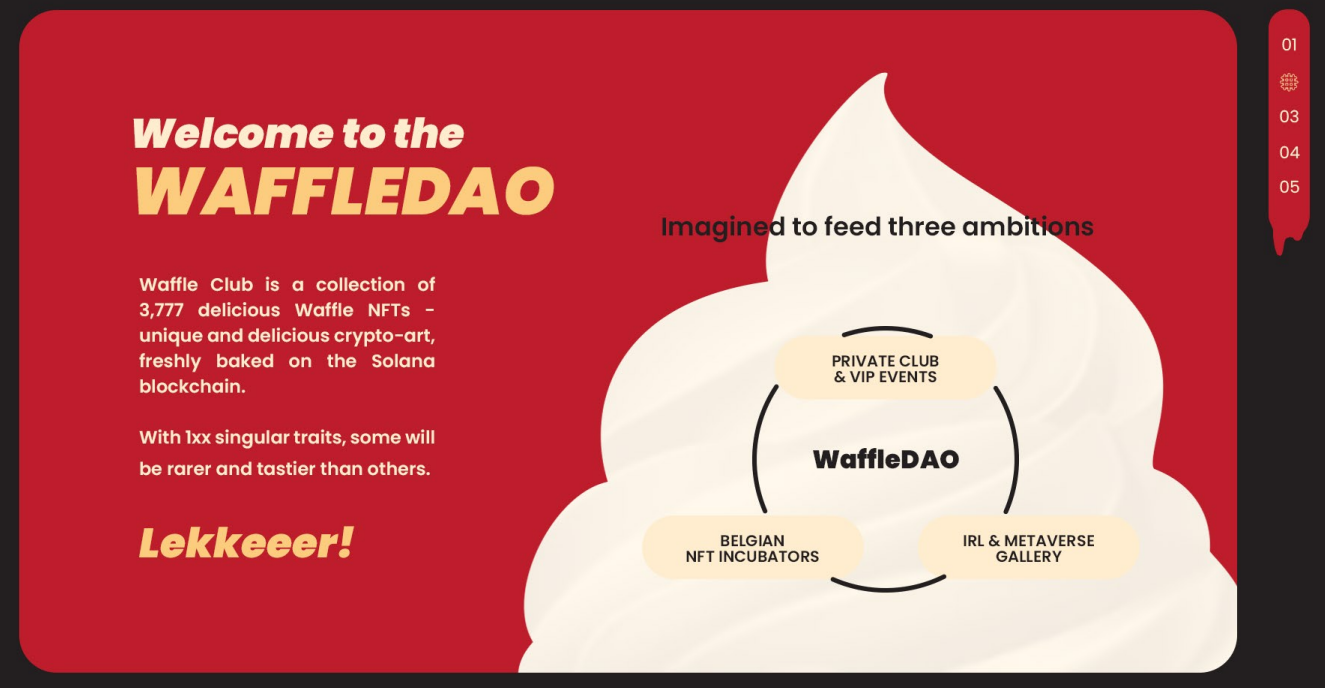 Welcome to the
WAFFLEDAO
Waffle Club is a collection of
3,777 delicious Waffle NFTs -
unique and delicious crypto-art,
freshly baked on the Solana
blockchain.
With 1xx singular traits, some will
be rarer and tastier than others.
Lekkeeer!
Imagined to feed three ambitions
PRIVATE CLUB
& VIP EVENTS
WaffleDAO
BELGIAN
NFT INCUBATORS
IRL & METAVERSE
GALLERY
01
03
04
05